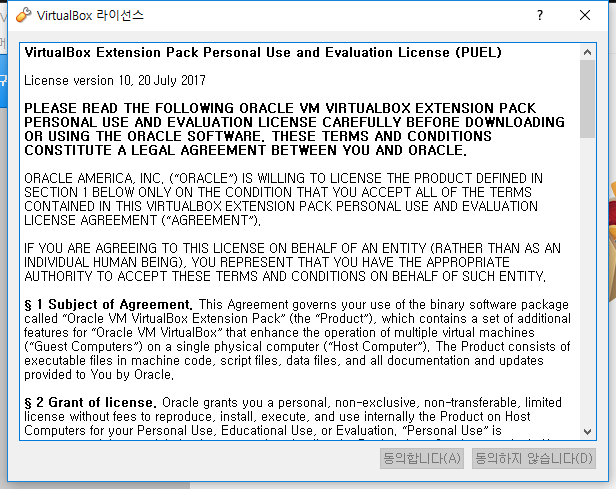 VirtualBox 라이선스
VirtualBox Extension Pack Personal Use and Evaluation License (PUEL)
License version 10, 20 July 2017
PLEASE READ THE FOLLOWING ORACLE VM VIRTUALBOX EXTENSION PACK
PERSONAL USE AND EVALUATION LICENSE CAREFULLY BEFORE DOWNLOADING
OR USING THE ORACLE SOFTWARE. THESE TERMS AND CONDITIONS
CONSTITUTE A LEGAL AGREEMENT BETWEEN YOU AND ORACLE.
ORACLE AMERICA, INC. (“ORACLE”) IS WILLING TO LICENSE THE PRODUCT DEFINED IN
SECTION 1 BELOW ONLY ON THE CONDITION THAT YOU ACCEPT ALL OF THE TERMS
CONTAINED IN THIS VIRTUALBOX EXTENSION PACK PERSONAL USE AND EVALUATION
LICENSE AGREEMENT (“AGREEMENT”).
IF YOU ARE AGREEING TO THIS LICENSE ON BEHALF OF AN ENTITY (RATHER THAN AS AN
INDIVIDUAL HUMAN BEING), YOU REPRESENT THAT YOU HAVE THE APPROPRIATE
AUTHORITY TO ACCEPT THESE TERMS AND CONDITIONS ON BEHALF OF SUCH ENTITY.
§ 1 Subject of Agreement. This Agreement governs your use of the binary software package
called “Oracle VM VirtualBox Extension Pack” (the “Product”), which contains a set of additional
features for “Oracle VM VirtualBox” that enhance the operation of multiple virtual machines
(“Guest Computers”) on a single physical computer (“Host Computer”). The Product consists of
executable files in machine code, script files, data files, and all documentation and updates
provided to You by Oracle.
§ 2 Grant of license. Oracle grants you a personal, non-exclusive, non-transferable, limited
license without fees to reproduce, install, execute, and use internally the Product on Host
Computers for your Personal Use, Educational Use, or Evaluation. “Personal Use” is
동의합니다(A)
동의하지 않습니다(D)